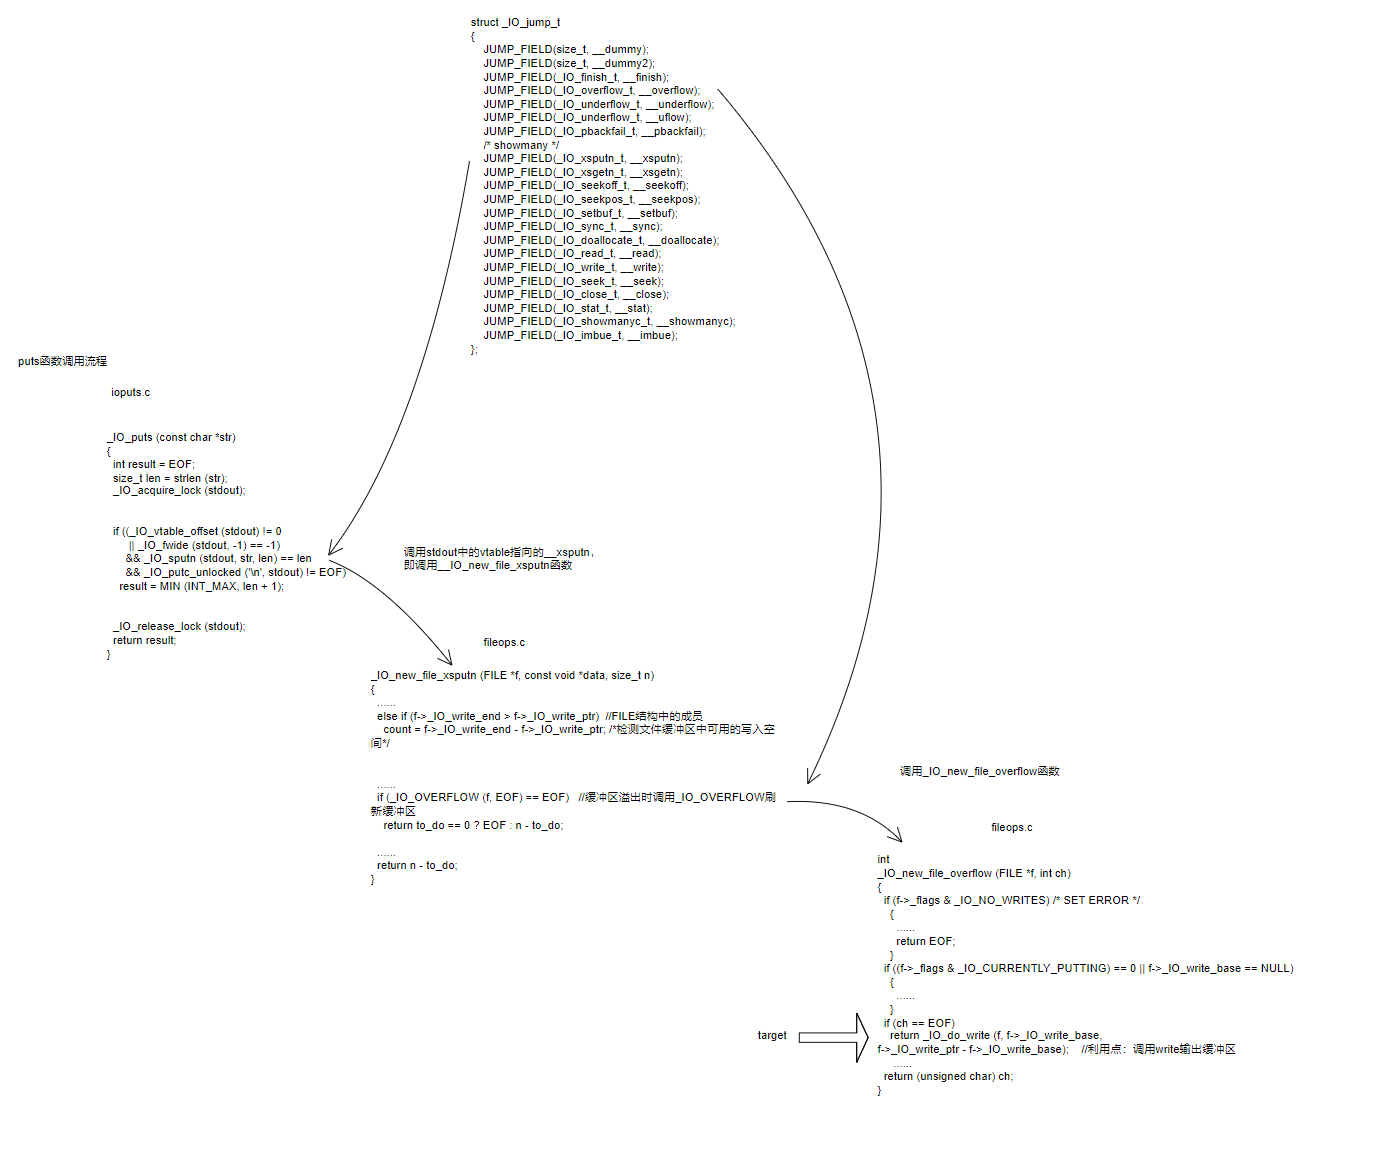 struct _IO_jump_t
{
JUMP_FIELD(size_t, __dummy);
JUMP_FIELD(size_t, __dummy2);
JUMP_FIELD(_IO_finish_t, __finish);
JUMP_FIELD(_IO_overflow_t, __overflow);
JUMP_FIELD(_IO_underflow_t, __underflow);
JUMP_FIELD(_IO_underflow_t, __uflow);
JUMP_FIELD(_IO_pbackfail_t, __pbackfail);
/* showmany */
JUMP_FIELD(_IO_xsputn_t, __xsputn);
JUMP_FIELD(_IO_xsgetn_t, __xsgetn);
JUMP_FIELD(_IO_seekoff_t, __seekoff);
JUMP_FIELD(_IO_seekpos_t, __seekpos);
JUMP_FIELD(_IO_setbuf_t, __setbuf);
JUMP_FIELD(_IO_sync_t, __sync);
JUMP_FIELD(_IO_doallocate_t, __doallocate);
JUMP_FIELD(_IO_read_t, __read);
JUMP_FIELD(_IO_write_t, __write);
JUMP_FIELD(_IO_seek_t, __seek);
JUMP_FIELD(_IO_close_t, __close);
JUMP_FIELD(_IO_stat_t, __stat);
JUMP_FIELD(_IO_showmanyc_t, __showmanyc);
JUMP_FIELD(_IO_imbue_t, __imbue);
};
puts函数调用流程
ioputs.c
_IO_puts (const char *str)
{
int result = EOF;
size_t len = strlen (str);
_IO_acquire_lock (stdout);
if ((_IO_vtable_offset (stdout) != 0
|| _IO_fwide (stdout, -1) == -1)
&& _IO_sputn (stdout, str, len) == len
&& _IO_putc_unlocked ('\n', stdout) != EOF)
result = MIN (INT_MAX, len + 1);
_IO_release_lock (stdout);
return result;
}
调用stdout中的vtable指向的__xsputn，
即调用__IO_new_file_xsputn函数
fileops.c
_IO_new_file_xsputn (FILE *f, const void *data, size_t n)
{
......
else if (f->_IO_write_end > f->_IO_write_ptr)  //FILE结构中的成员
count = f->_IO_write_end - f->_IO_write_ptr; /*检测文件缓冲区中可用的写入空
间*/
......
if (_IO_OVERFLOW (f, EOF) == EOF)   //缓冲区溢出时调用_IO_OVERFLOW刷
新缓冲区
return to_do == 0 ? EOF : n - to_do;
......
return n - to_do;
}
调用_IO_new_file_overflow函数
fileops.c
int
_IO_new_file_overflow (FILE *f, int ch)
{
if (f->_flags & _IO_NO_WRITES) /* SET ERROR */
{
......
return EOF;
}
if ((f->_flags & _IO_CURRENTLY_PUTTING) == 0 || f->_IO_write_base == NULL)
{
......
}
if (ch == EOF)
target
return _IO_do_write (f, f->_IO_write_base,
f->_IO_write_ptr - f->_IO_write_base);    //利用点：调用write输出缓冲区
......
return (unsigned char) ch;
}